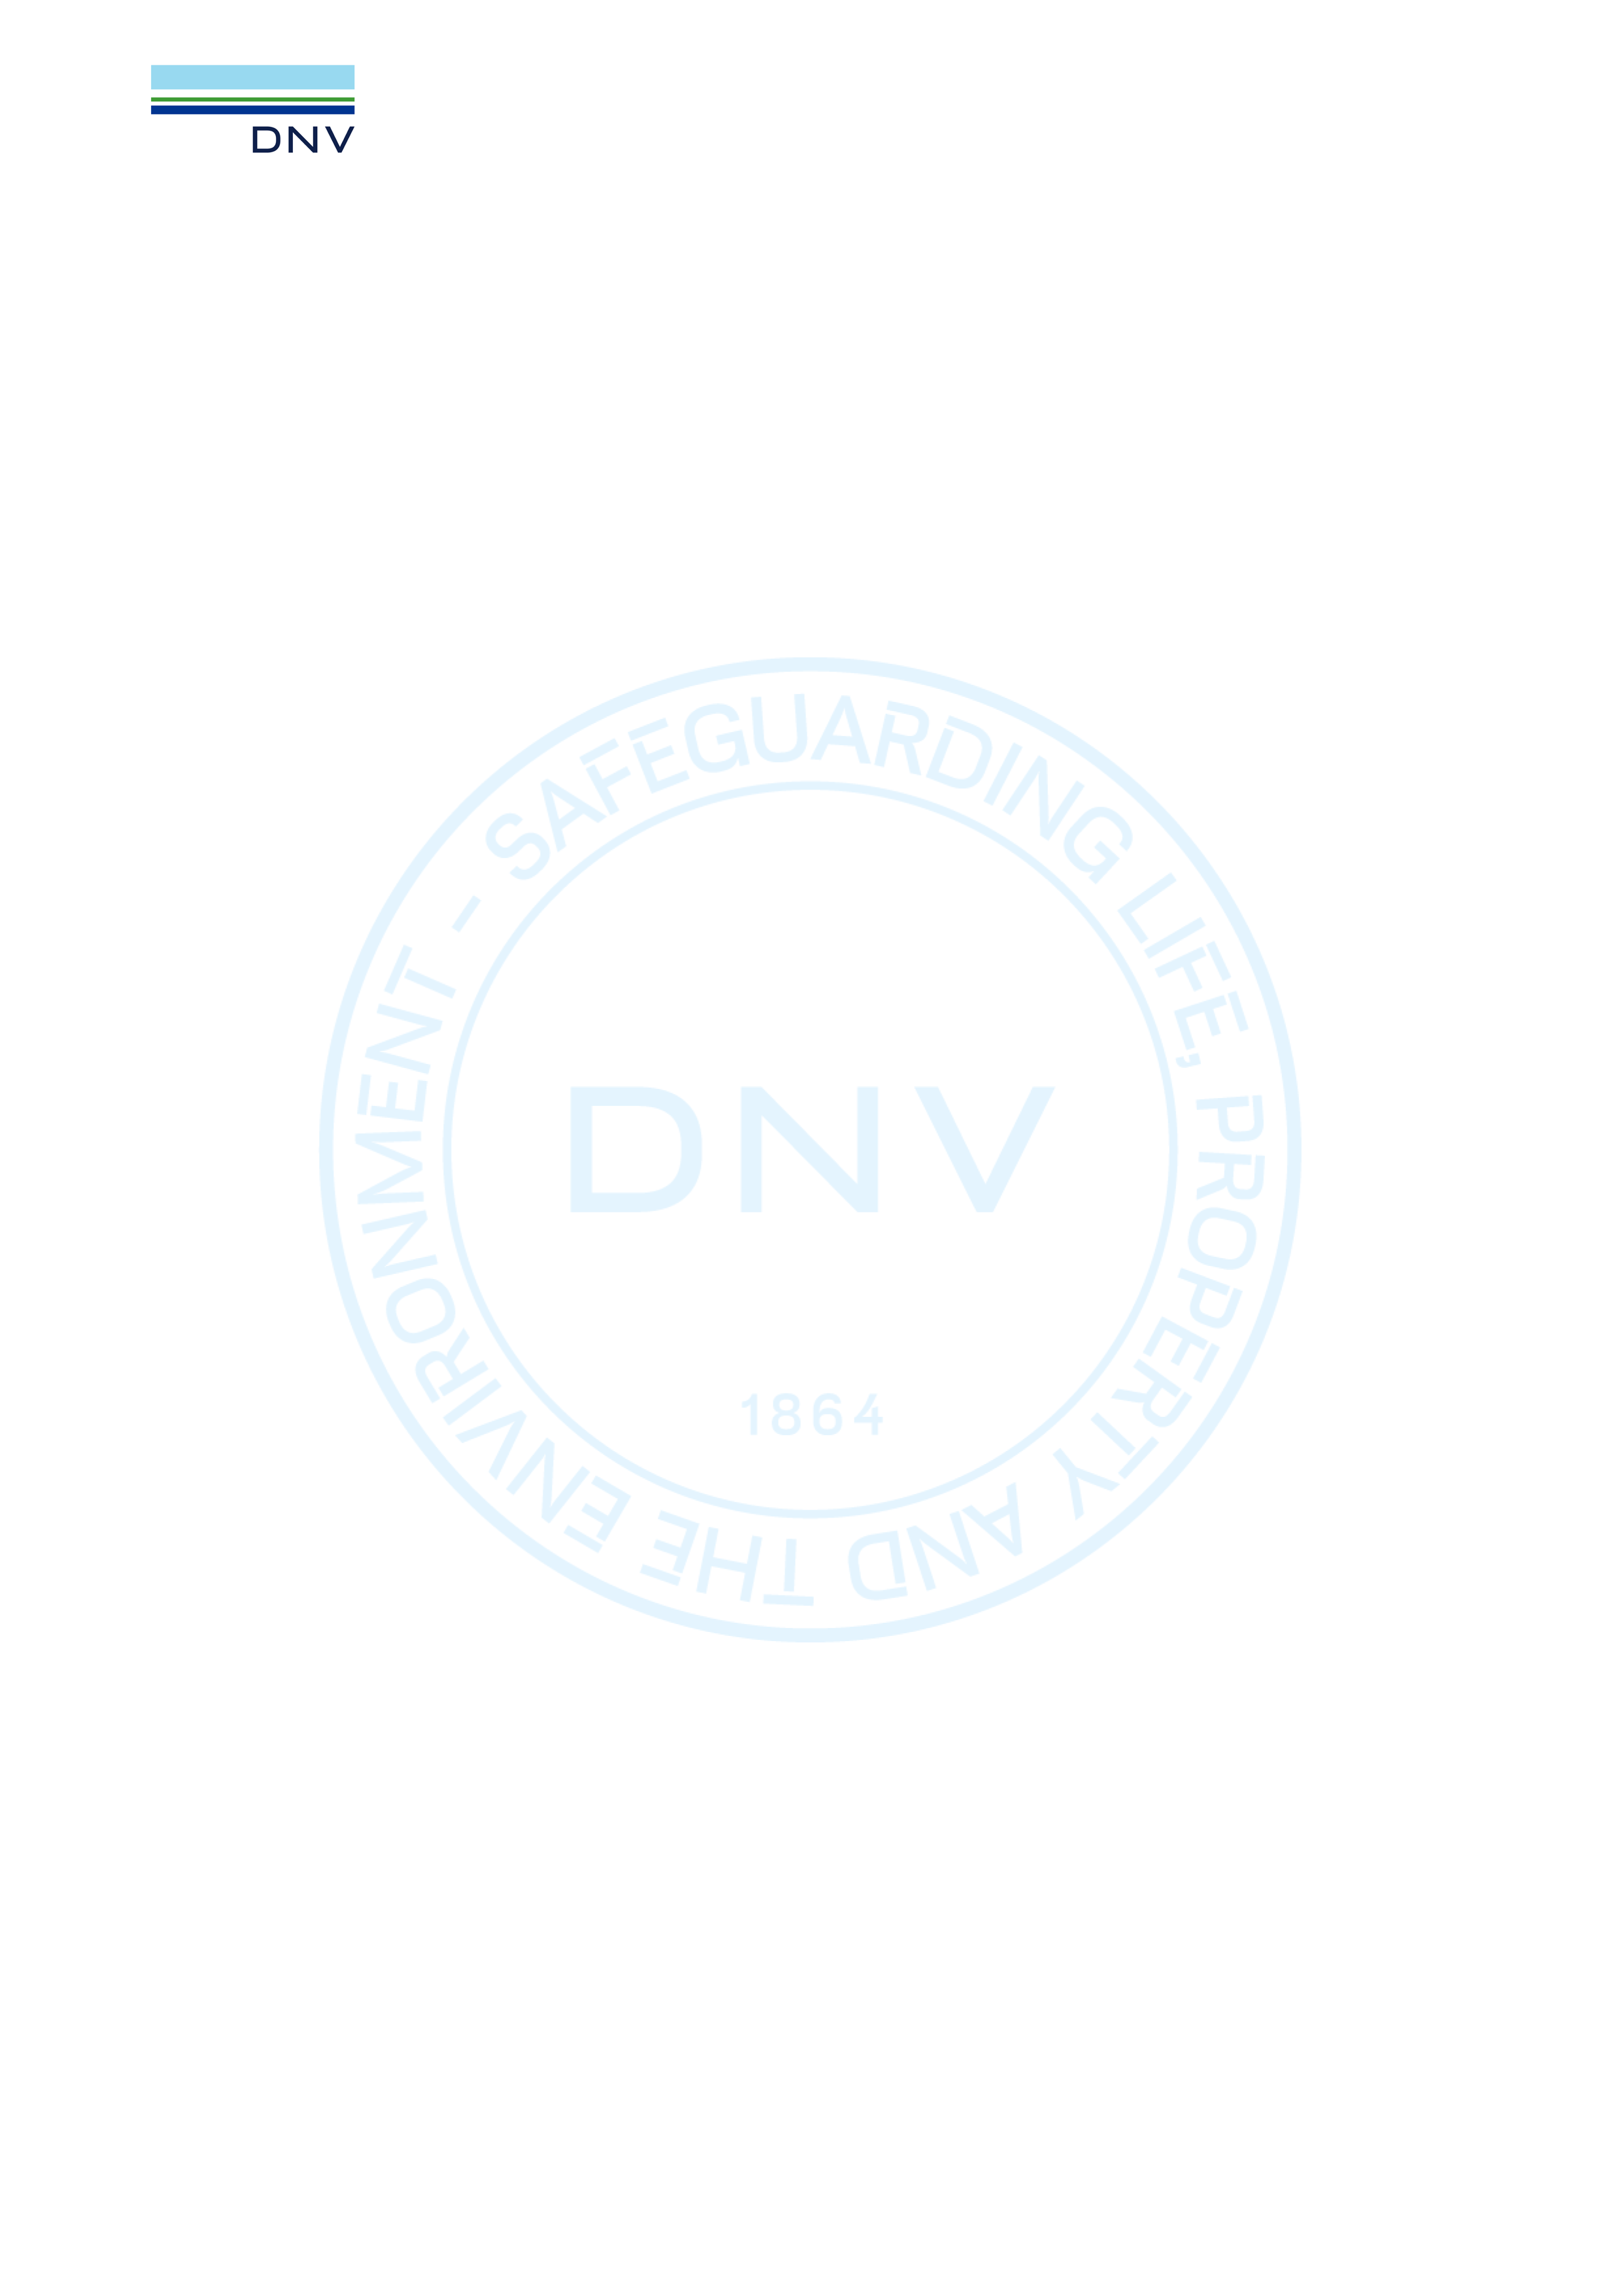 DNV
SAFEGUARDING LIFE, PROPERTY AND THE ENVIRONMENT –
DNV
1864